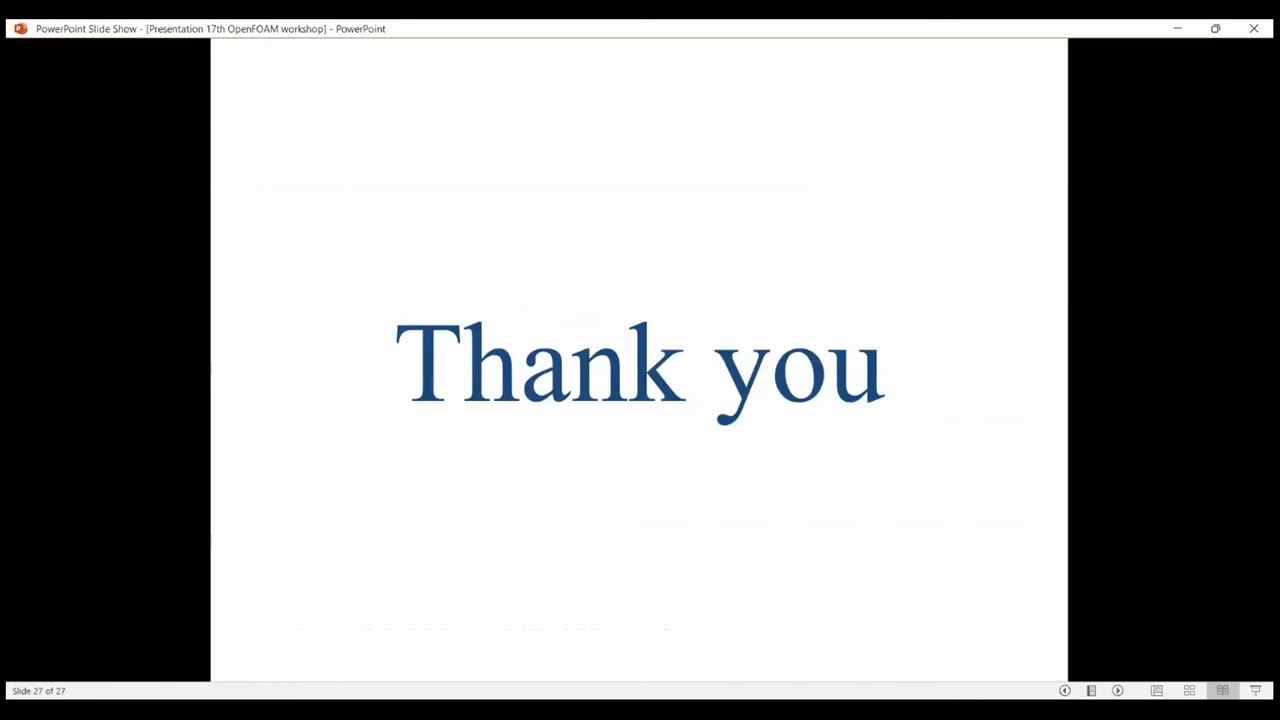 PowerPoint Slide Show - [Presentation 17th OpenFOAM workshop] - PowerPoint
Thank you
Slide 27 of 27